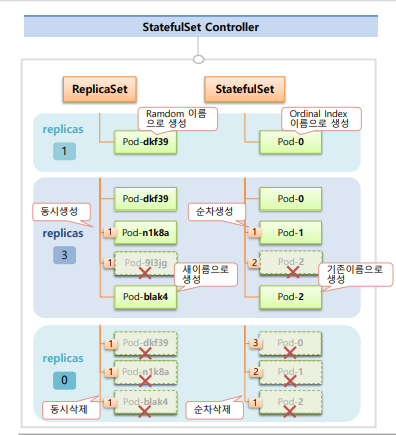 StatefulSet Controller
ReplicaSet
StatefulSet
Ramdom 이름
으로 생성
Ordinal Index
이름으로 생성
replicas
1
Pod-dkf39
Pod-0
Pod-dkf39
Pod-0
동시생성
순차생성
replicas
3
1
Pod-n1k8a
1
Pod-1
1
Pod-9l3jg
2
Pod-2
새이름으로
생성
기존이름으로
생성
Pod-blak4
Pod-2
replicas
0
1
Pod-dkf39
3
Pod-0
1
Pod-n1k8a
2
Pod-1
동시삭제
1
Pod-blak4
순차삭제
1
Pod-2